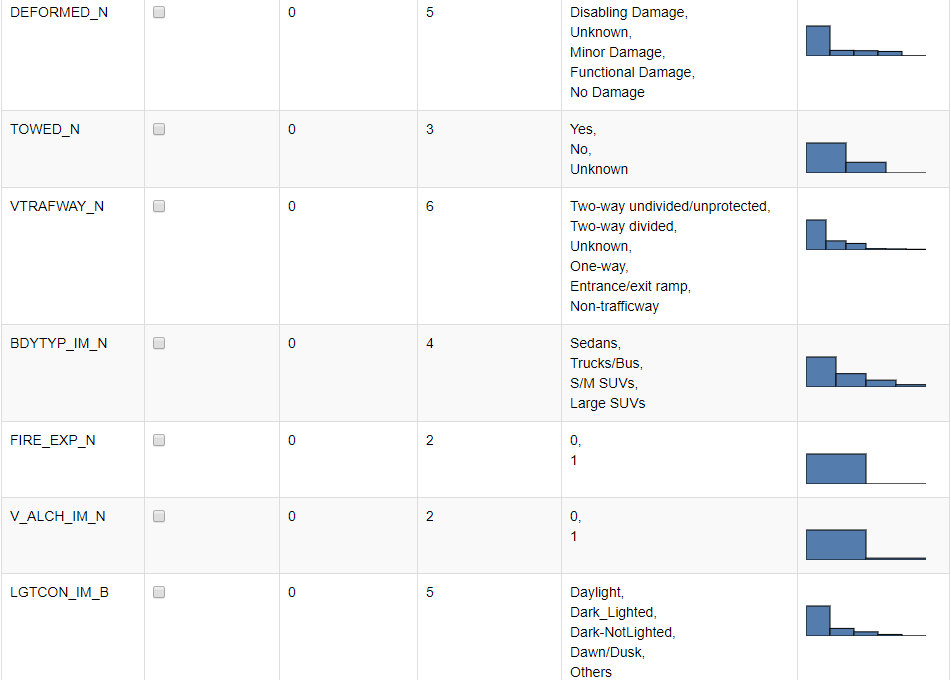 DEFORMED_N 0 5 Disabling Damage,
Unknown,
Minor Damage,
Functional Damage,
No Damage
TOWED_N 0 3 Yes,
No,
Unknown
VTRAFWAY_N 0 6 Two-way undivided/unprotected,
Two-way divided,
Unknown,
One-way,
Entrance/exit ramp,
Non-trafficway
BDYTYP_IM_N 0 4 Sedans,
Trucks/Bus,
S/M SUVs,
Large SUVs
FIRE_EXP_N 0 2 0,
1
V_ALCH_IM_N 0 2 0,
1
LGTCON_IM_B 0 5 Daylight,
Dark_Lighted,
Dark-NotLighted,
Dawn/Dusk,
Others